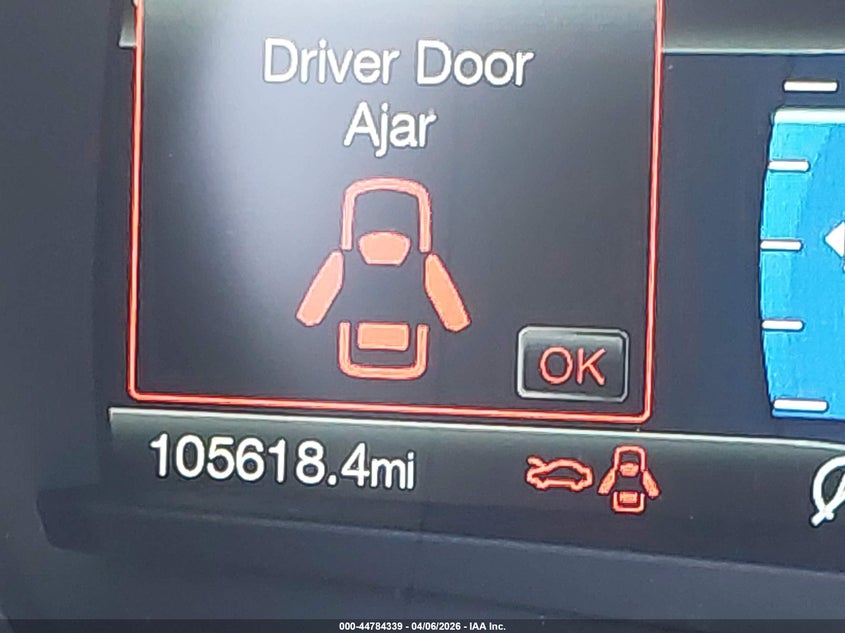 Driver Door
Ajar
OK
105618.4mi
000-44784339 - 04/06/2026 - IAA Inc.